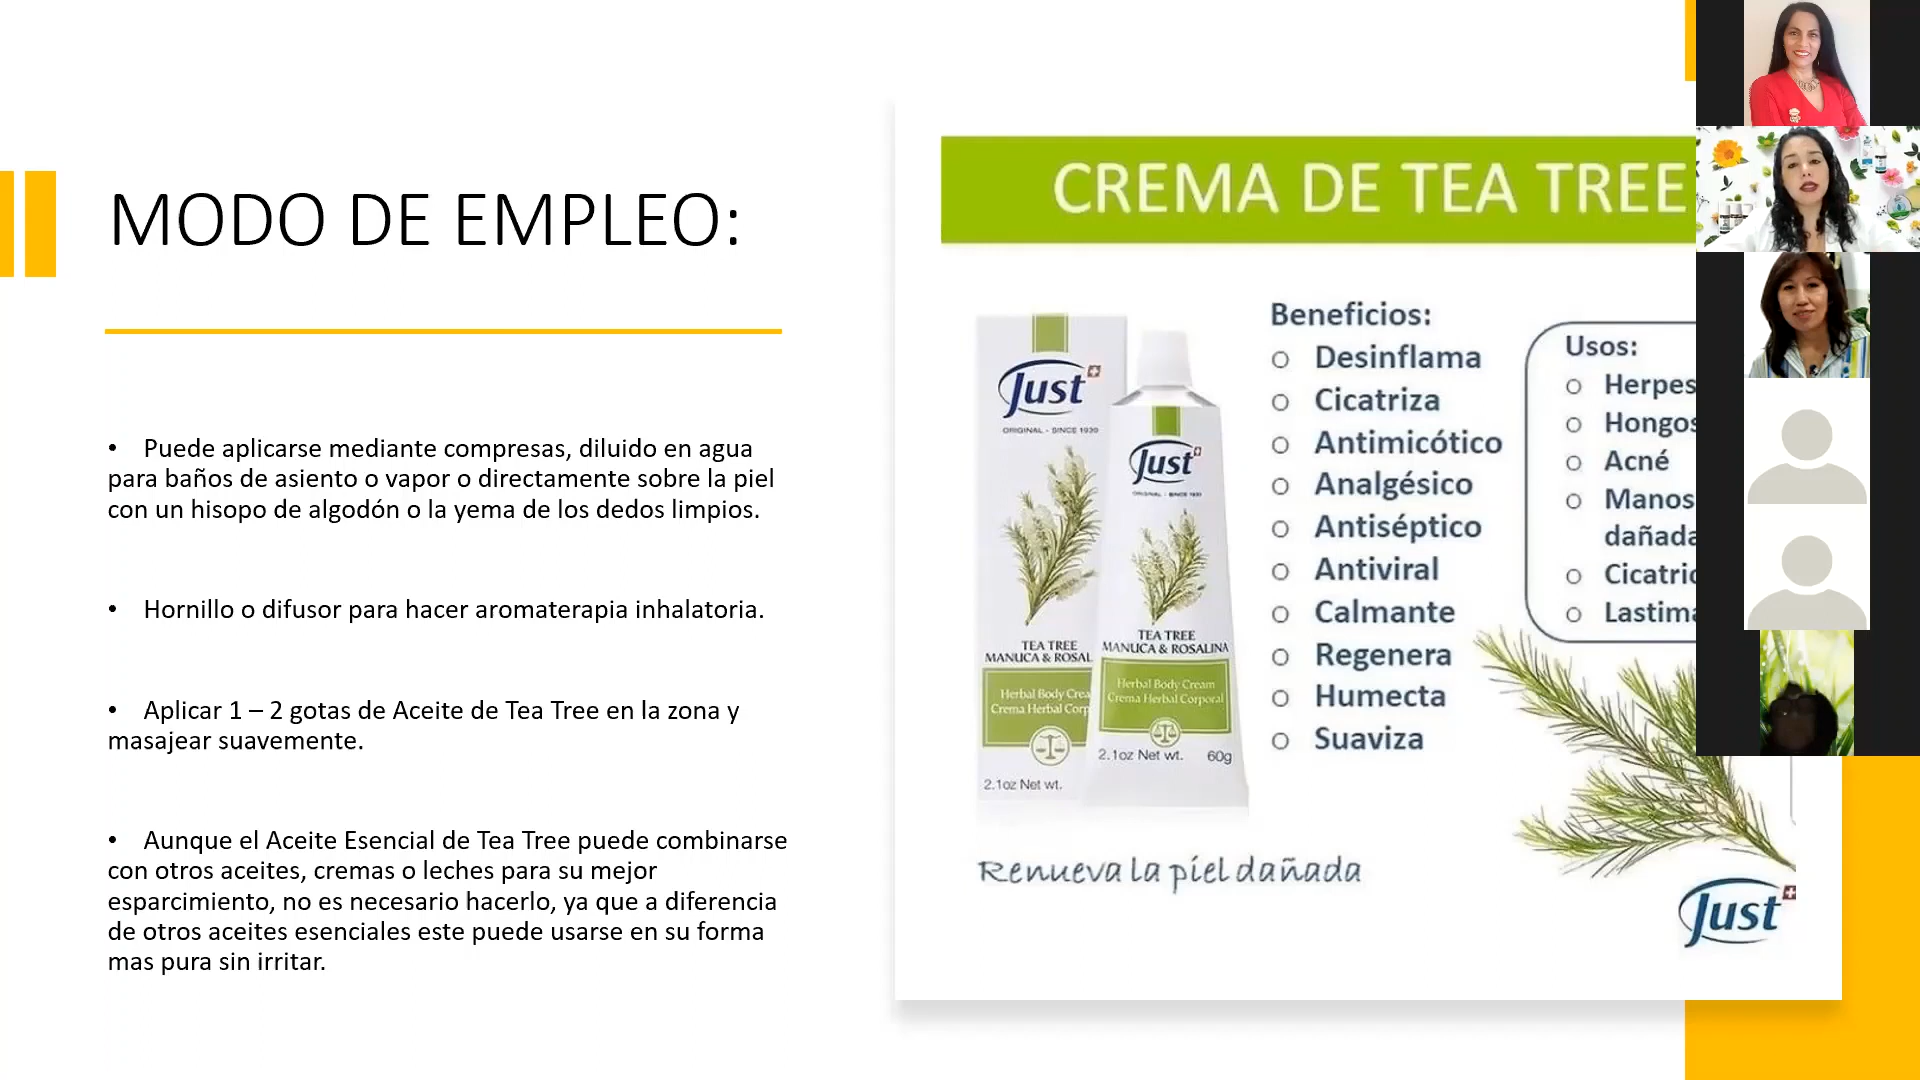 MODO DE EMPLEO:
• Puede aplicarse mediante compresas, diluido en agua
para baños de asiento o vapor o directamente sobre la piel
con un hisopo de algodón o la yema de los dedos limpios.
• Hornillo o difusor para hacer aromaterapia inhalatoria.
• Aplicar 1 – 2 gotas de Aceite de Tea Tree en la zona y
masajear suavemente.
• Aunque el Aceite Esencial de Tea Tree puede combinarse
con otros aceites, cremas o leches para su mejor
esparcimiento, no es necesario hacerlo, ya que a diferencia
de otros aceites esenciales este puede usarse en su forma
mas pura sin irritar.
CREMA DE TEA TREE
Just
ORIGINAL - SINCE 1930
TEA TREE
MANUCA & ROSAL
Herbal Body Crea
Crema Herbal Corp
2.1oz Net wt.
Just
ORIGINAL - SINCE 1930
TEA TREE
MANUCA & ROSALINA
Herbal Body Cream
Crema Herbal Corporal
2.1oz Net wt. 60g
Beneficios:
o Desinflama
o Cicatriza
o Antimicótico
o Analgésico
o Antiséptico
o Antiviral
o Calmante
o Regenera
o Humecta
o Suaviza
Usos:
o Herpes
o Hongos
o Acné
o Manos
dañada
o Cicatric
o Lastima
Renueva la piel dañada
Just